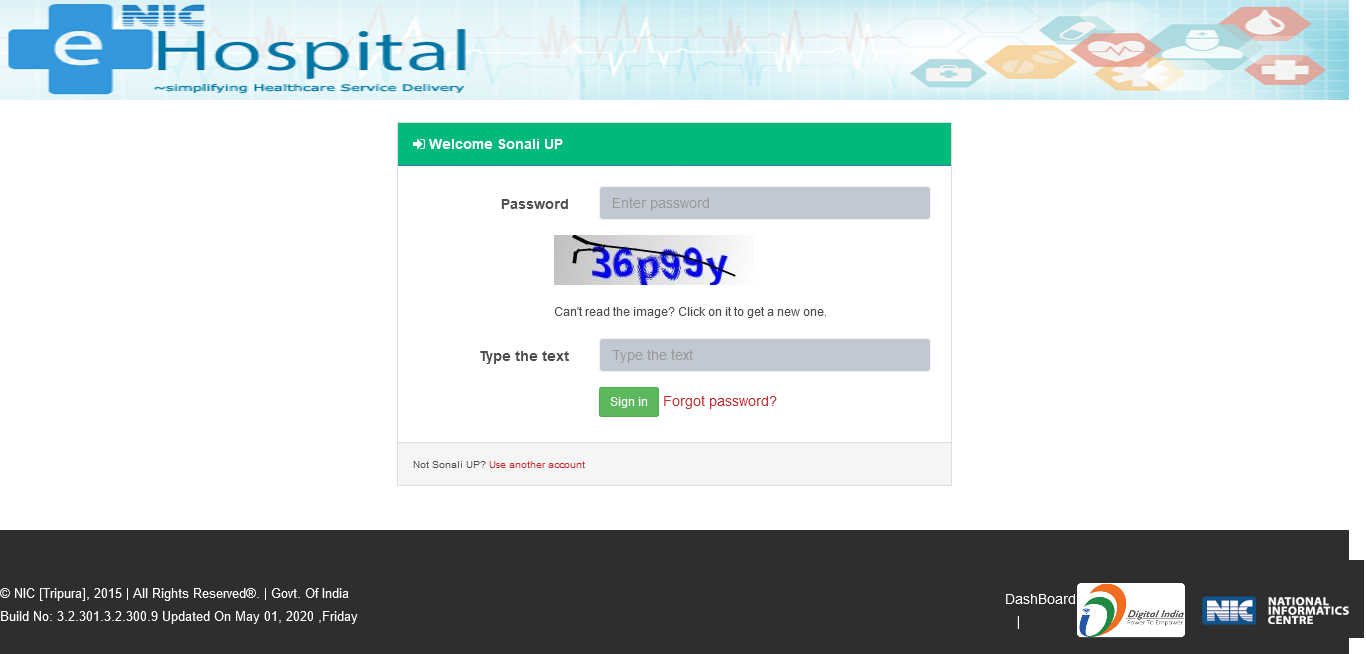 NIC
e Hospital
~simplifying Healthcare Service Delivery
Welcome Sonali UP
Password Enter password
36p99y
Can't read the image? Click on it to get a new one.
Type the text Type the text
Sign in Forgot password?
Not Sonali UP? Use another account
© NIC [Tripura], 2015 | All Rights Reserved®. | Govt. Of India
Build No: 3.2.301.3.2.300.9 Updated On May 01, 2020 ,Friday
DashBoard
|
Digital India
Power To Empower
NIC
NATIONAL
INFORMATICS
CENTRE